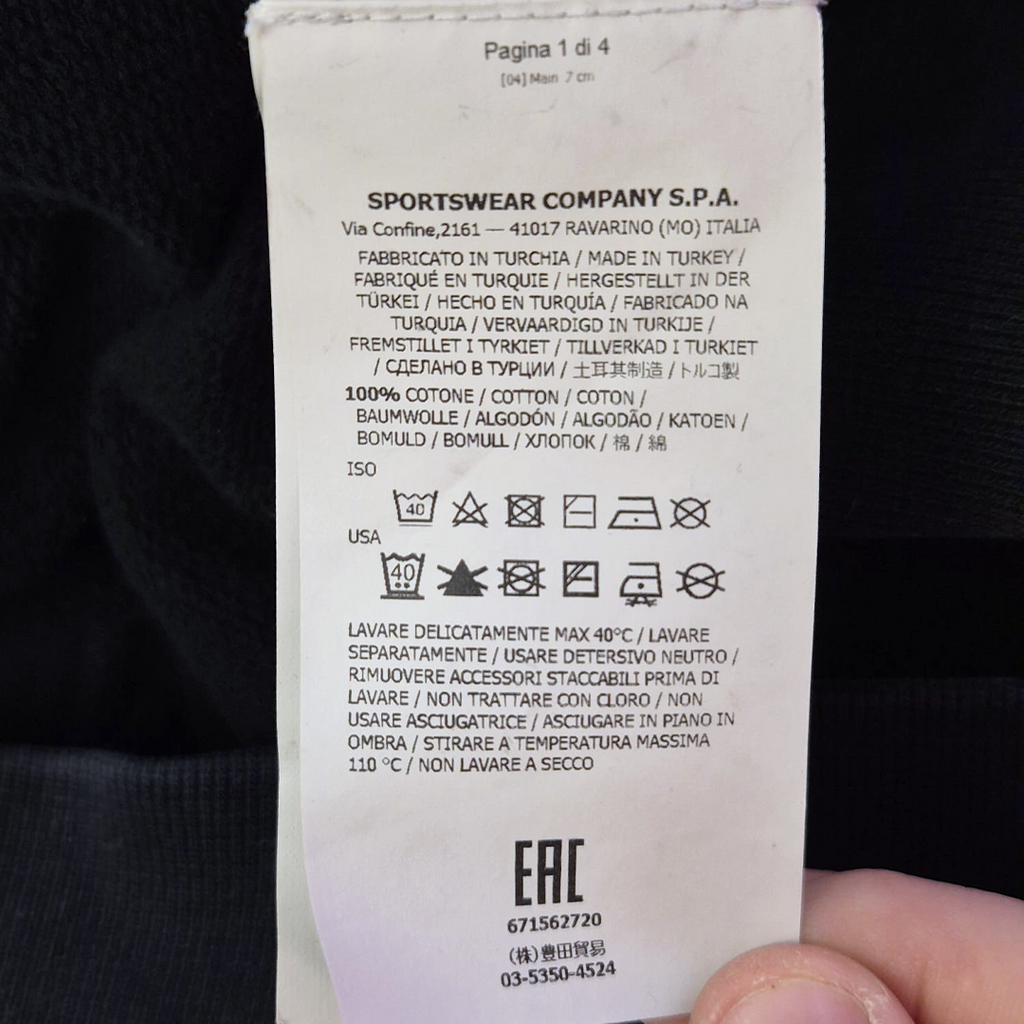 Pagina 1 di 4
[04] Main 7 cm
SPORTSWEAR COMPANY S.P.A.
Via Confine,2161 — 41017 RAVARINO (MO) ITALIA
FABBRICATO IN TURCHIA / MADE IN TURKEY /
FABRIQUÉ EN TURQUIE / HERGESTELLT IN DER
TÜRKEI / HECHO EN TURQUÍA / FABRICADO NA
TURQUIA / VERVAARDIGD IN TURKIJE /
FREMSTILLET I TYRKIET / TILLVERKAD I TURKIET
/ СДЕЛАНО В ТУРЦИИ / 土耳其制造 / トルコ製
100% COTONE / COTTON / COTON /
BAUMWOLLE / ALGODÓN / ALGODÃO / KATOEN /
BOMULD / BOMULL / ХЛОПОК / 棉 / 綿
ISO
40
USA
40
LAVARE DELICATAMENTE MAX 40°C / LAVARE
SEPARATAMENTE / USARE DETERSIVO NEUTRO /
RIMUOVERE ACCESSORI STACCABILI PRIMA DI
LAVARE / NON TRATTARE CON CLORO / NON
USARE ASCIUGATRICE / ASCIUGARE IN PIANO IN
OMBRA / STIRARE A TEMPERATURA MASSIMA
110 °C / NON LAVARE A SECCO
EAC
671562720
(株)豊田貿易
03-5350-4524